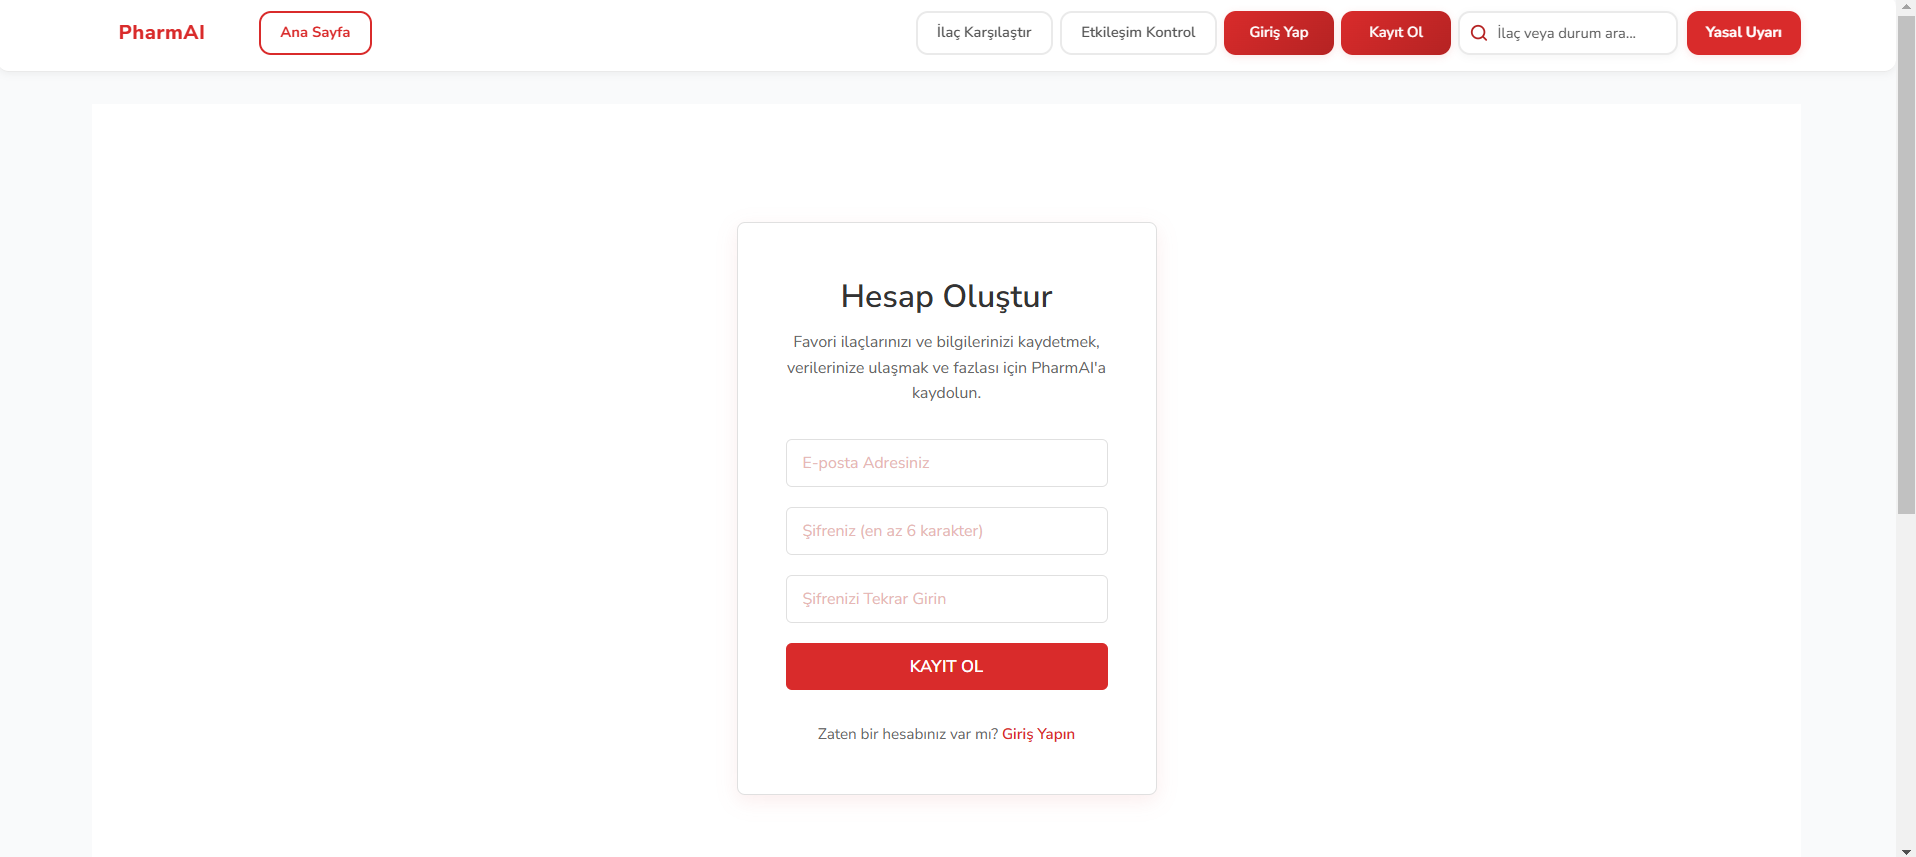 PharmAI
Ana Sayfa
İlaç Karşılaştır
Etkileşim Kontrol
Giriş Yap
Kayıt Ol
İlaç veya durum ara...
Yasal Uyarı
Hesap Oluştur
Favori ilaçlarınızı ve bilgilerinizi kaydetmek,
verilerinize ulaşmak ve fazlası için PharmAI'a
kaydolun.
E-posta Adresiniz
Şifreniz (en az 6 karakter)
Şifrenizi Tekrar Girin
KAYIT OL
Zaten bir hesabınız var mı? Giriş Yapın